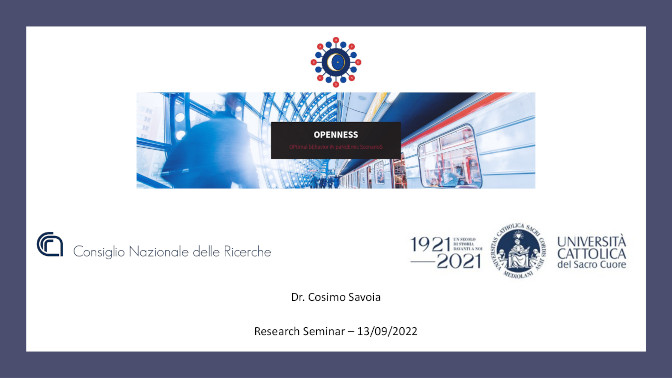 OPENNESS
Consiglio Nazionale delle Ricerche
1921
UN SECOLO
DI STORIA
DAVANTI A NOI
2021
UNIVERSITÀ
CATTOLICA
del Sacro Cuore
Dr. Cosimo Savoia
Research Seminar – 13/09/2022